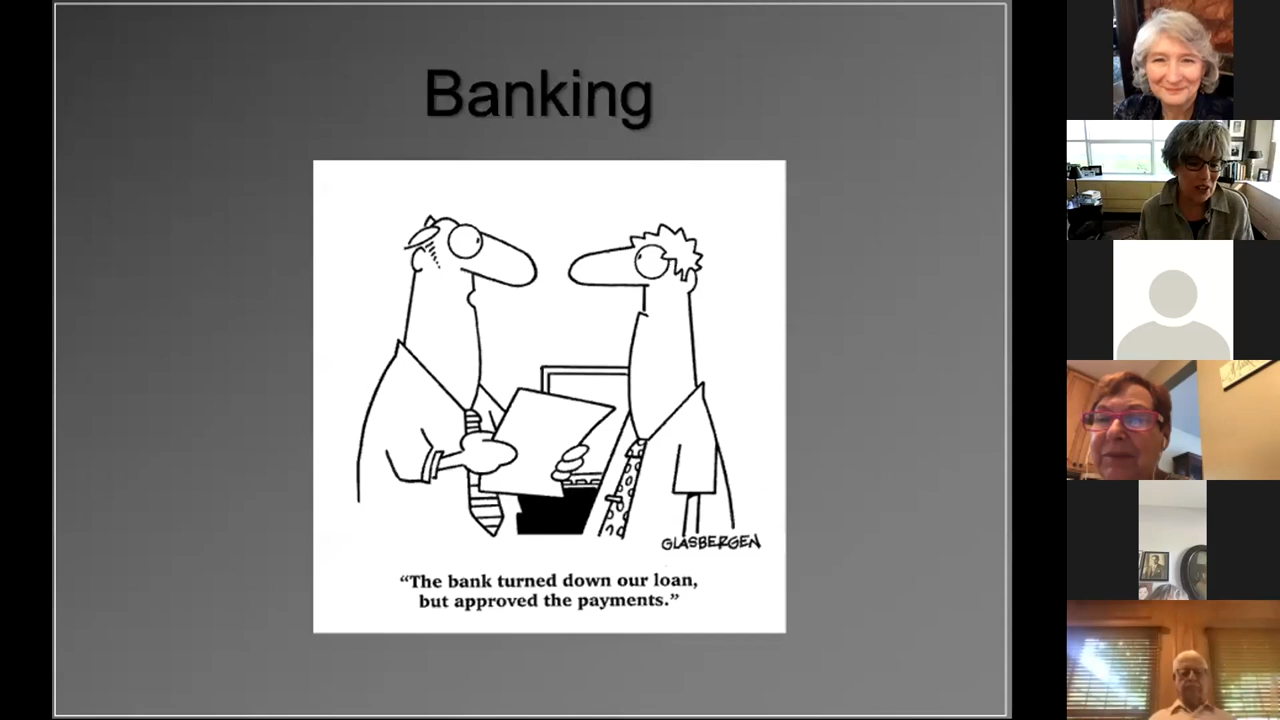 Banking
GLASBERGEN
“The bank turned down our loan,
but approved the payments.”